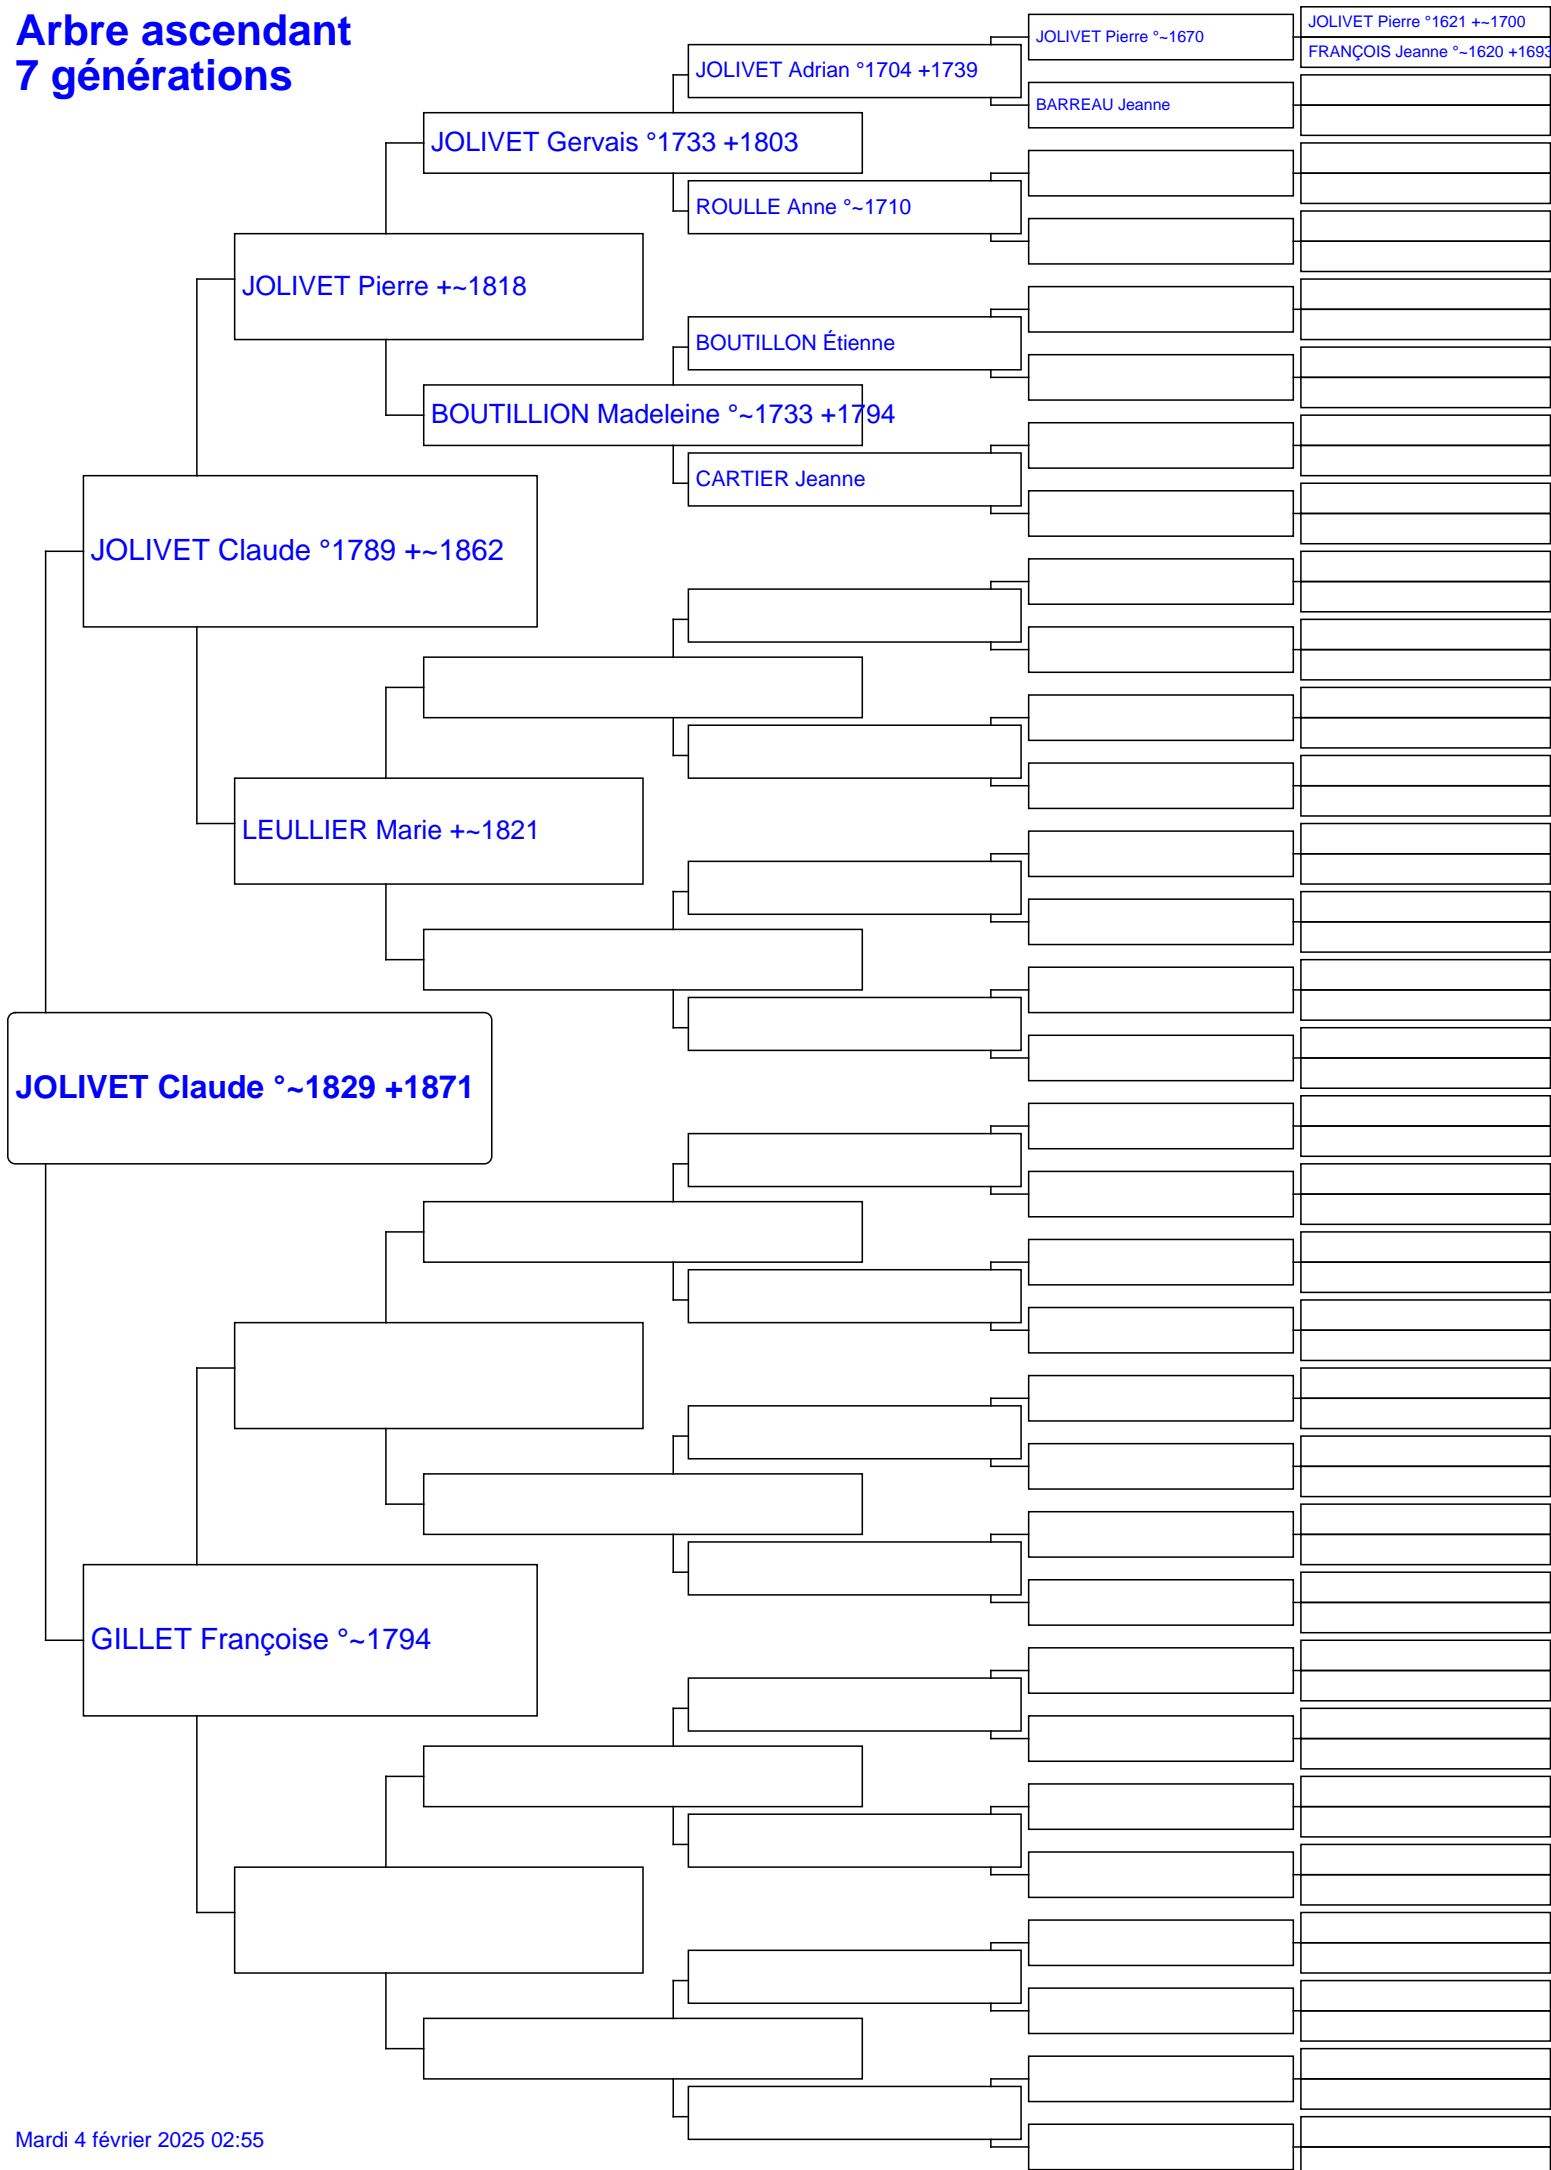 Arbre ascendant
7 générations
JOLIVET Pierre °1621 +~1700
FRANÇOIS Jeanne °~1620 +1693
JOLIVET Pierre °~1670
JOLIVET Adrian °1704 +1739
BARREAU Jeanne
JOLIVET Gervais °1733 +1803
ROULLE Anne °~1710
JOLIVET Pierre +~1818
BOUTILLON Étienne
BOUTILLION Madeleine °~1733 +1794
CARTIER Jeanne
JOLIVET Claude °1789 +~1862
LEULLIER Marie +~1821
JOLIVET Claude °~1829 +1871
GILLET Françoise °~1794
Mardi 4 février 2025 02:55